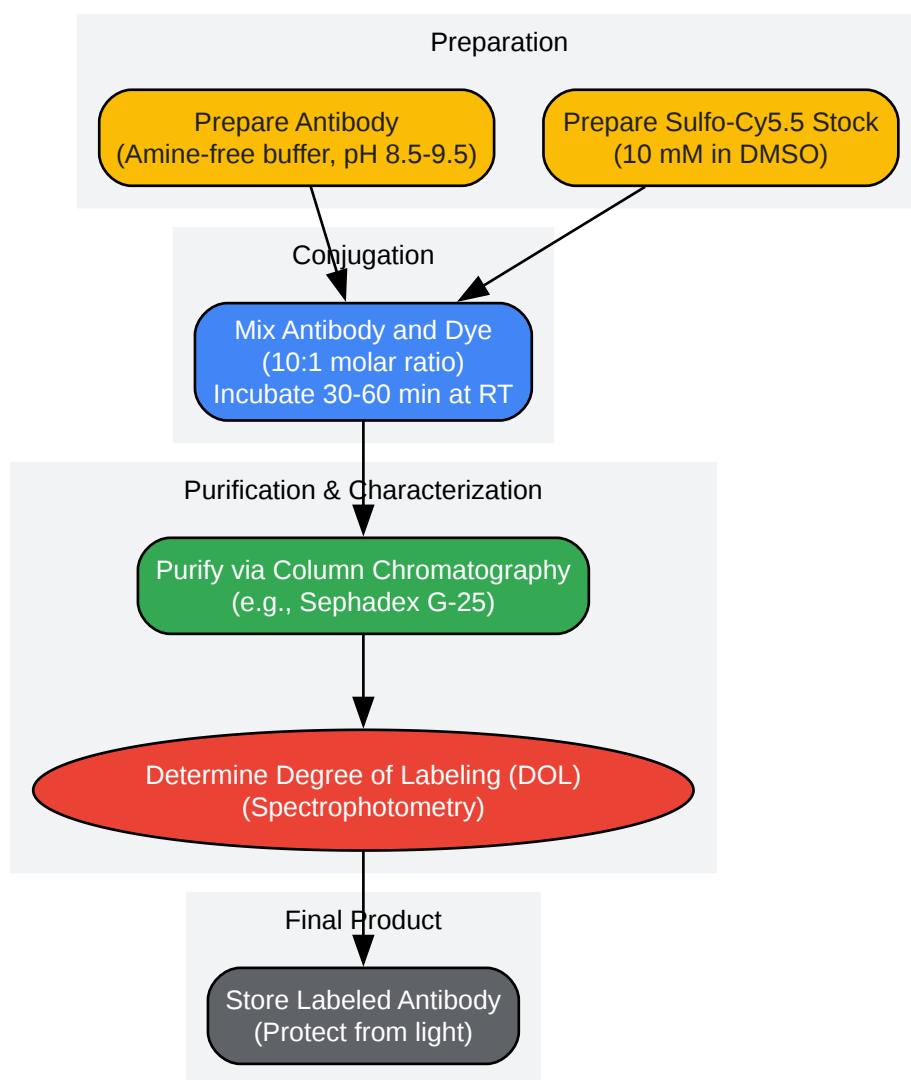 Preparation
Prepare Antibody
(Amine-free buffer, pH 8.5-9.5)
Prepare Sulfo-Cy5.5 Stock
(10 mM in DMSO)
Conjugation
Mix Antibody and Dye
(10:1 molar ratio)
Incubate 30-60 min at RT
Purification & Characterization
Purify via Column Chromatography
(e.g., Sephadex G-25)
Determine Degree of Labeling (DOL)
(Spectrophotometry)
Final Product
Store Labeled Antibody
(Protect from light)